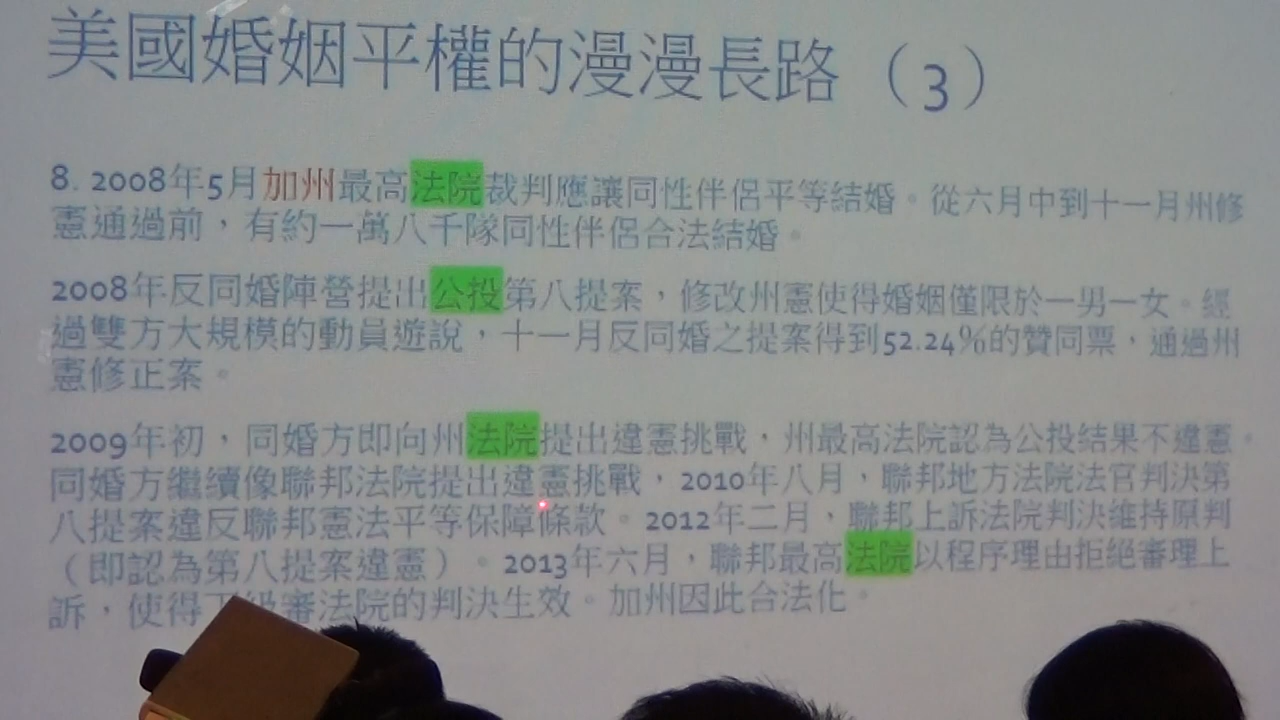 美國婚姻平權的漫漫長路（3）
8. 2008年5月加州最高法院裁判應讓同性伴侶平等結婚。從六月中到十一月州修
憲通過前，有約一萬八千隊同性伴侶合法結婚。
2008年反同婚陣營提出公投第八提案，修改州憲使得婚姻僅限於一男一女。經
過雙方大規模的動員遊說，十一月反同婚之提案得到52.24%的贊同票，通過州
憲修正案。
2009年初，同婚方即向州法院提出違憲挑戰，州最高法院認為公投結果不違憲。
同婚方繼續像聯邦法院提出違憲挑戰，2010年八月，聯邦地方法院法官判決第
八提案違反聯邦憲法平等保障條款。2012年二月，聯邦上訴法院判決維持原判
（即認為第八提案違憲）。2013年六月，聯邦最高法院以程序理由拒絕審理上
訴，使得下級審法院的判決生效。加州因此合法化。